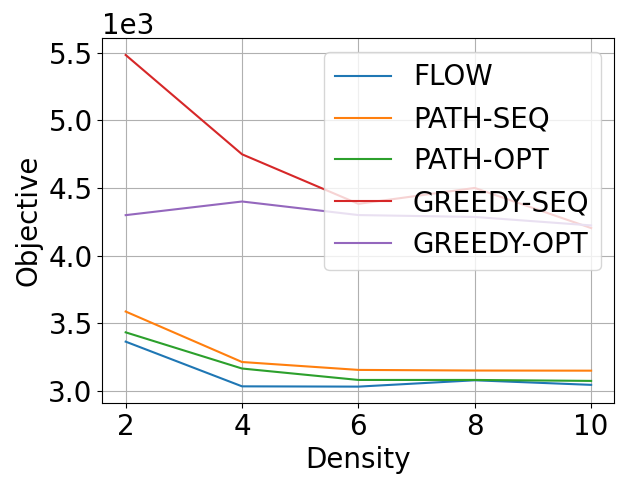 1e3
5.5
5.0
4.5
4.0
3.5
3.0
Objective
FLOW
PATH-SEQ
PATH-OPT
GREEDY-SEQ
GREEDY-OPT
2 4 6 8 10
Density